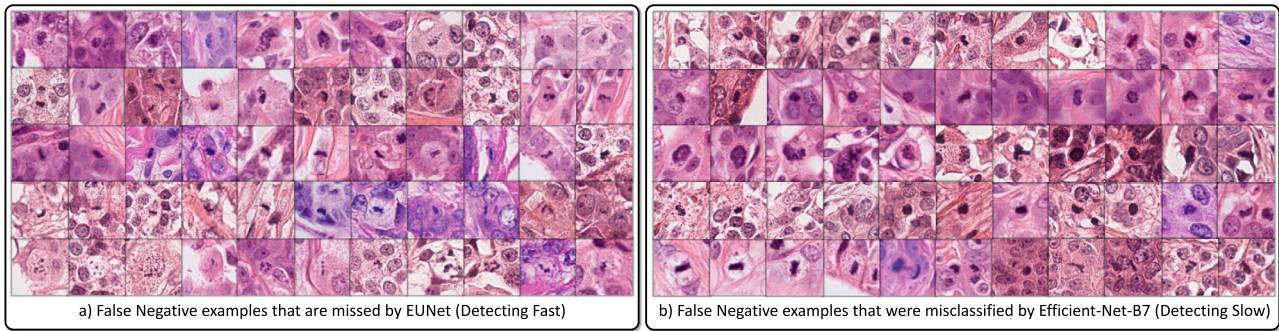 a) False Negative examples that are missed by EUNet (Detecting Fast)
b) False Negative examples that were misclassified by Efficient-Net-B7 (Detecting Slow)